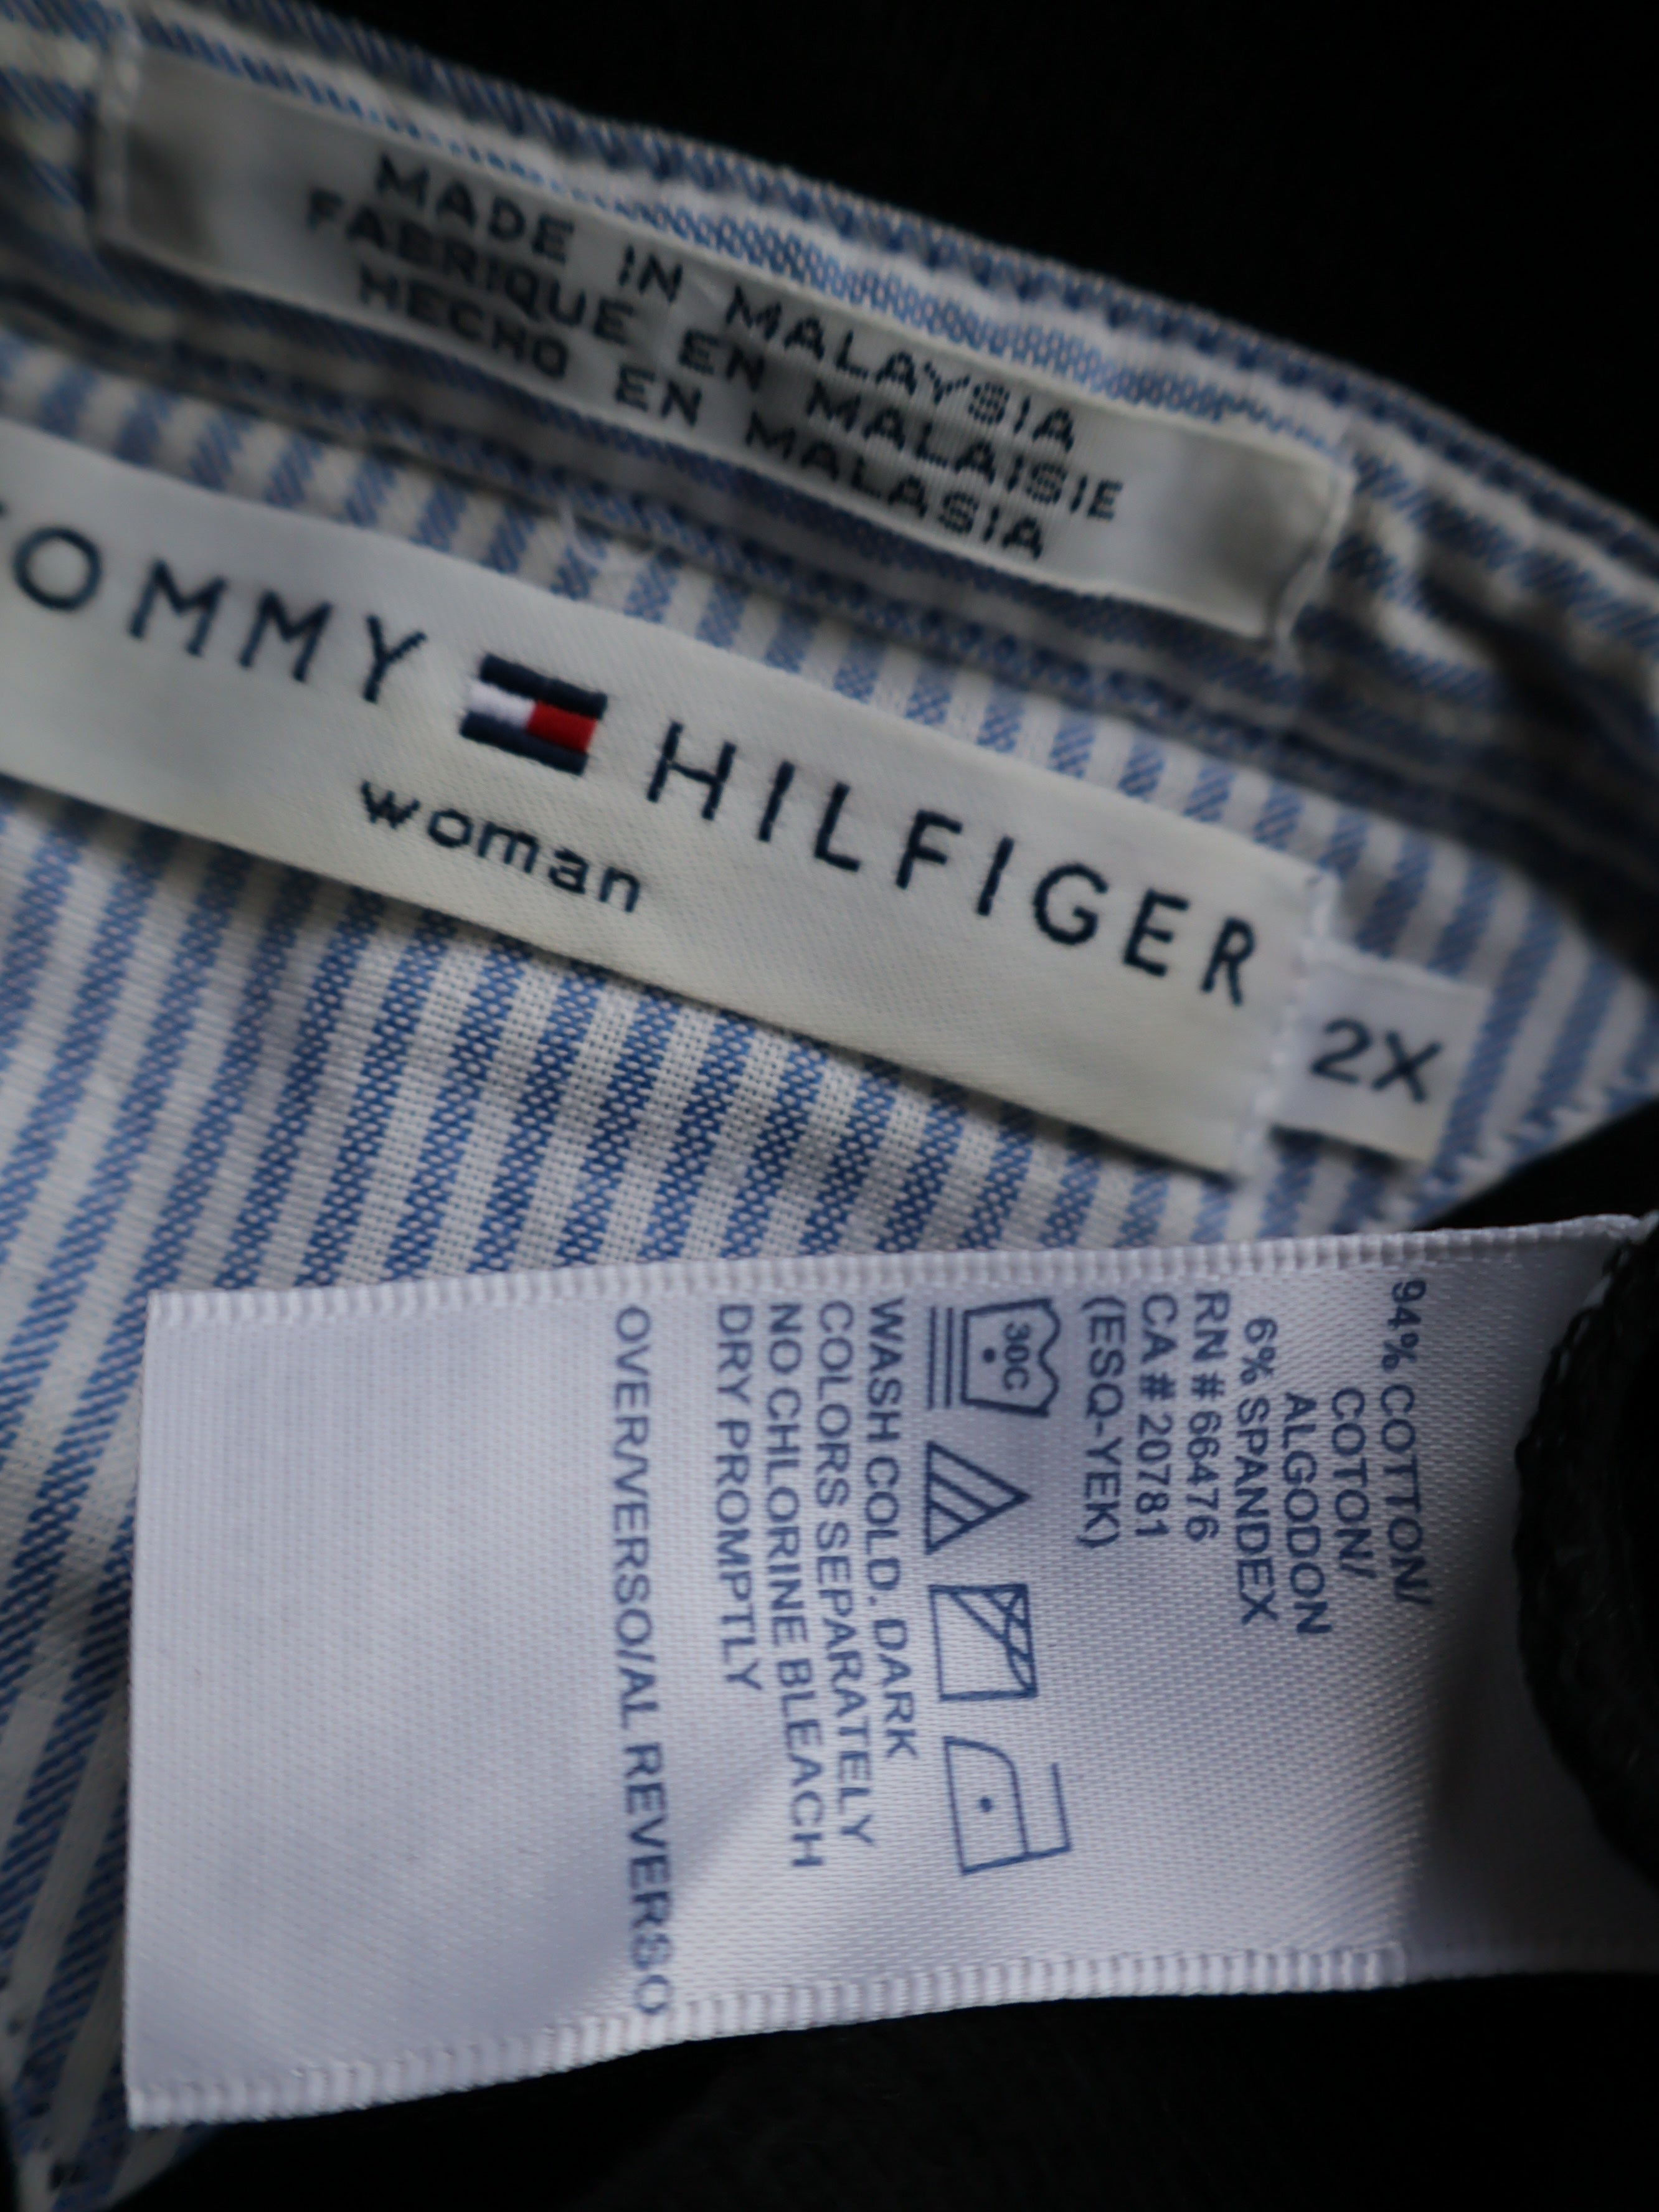 MADE IN MALAYSIA
FABRIQUE EN MALAISIE
HECHO EN MALASIA
TOMMY HILFIGER
woman
2X
94% COTTON/
COTON/
ALGODON
6% SPANDEX
RN # 66476
CA # 20781
(ESQ-YEK)
30C
WASH COLD. DARK
COLORS SEPARATELY
NO CHLORINE BLEACH
DRY PROMPTLY
OVER/VERSO/AL REVERSO